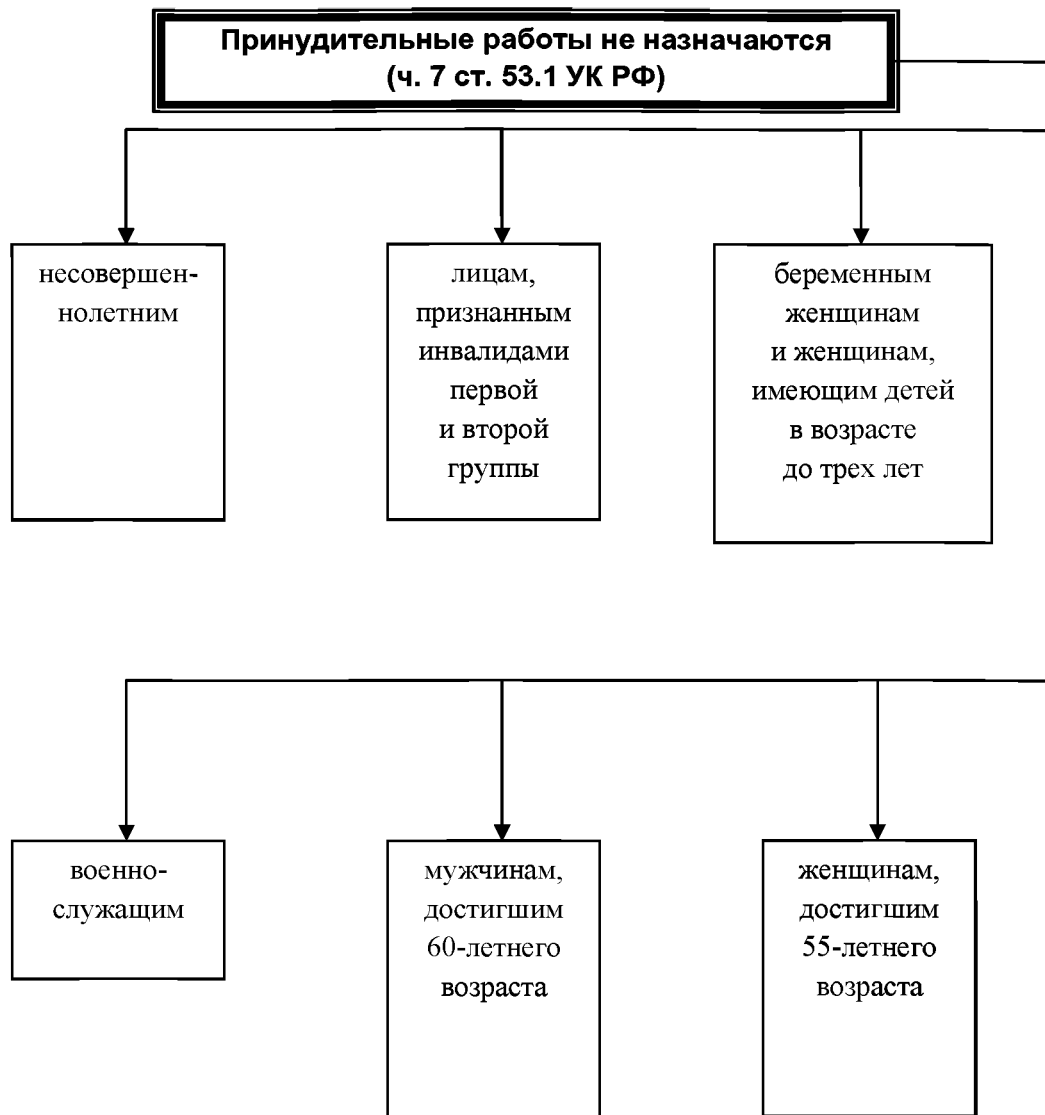 Принудительные работы не назначаются
(ч. 7 ст. 53.1 УК РФ)
несовершен-
нолетним
лицам,
признанным
инвалидами
первой
и второй
группы
беременным
женщинам
и женщинам,
имеющим детей
в возрасте
до трех лет
военно-
служащим
мужчинам,
достигшим
60-летнего
возраста
женщинам,
достигшим
55-летнего
возраста